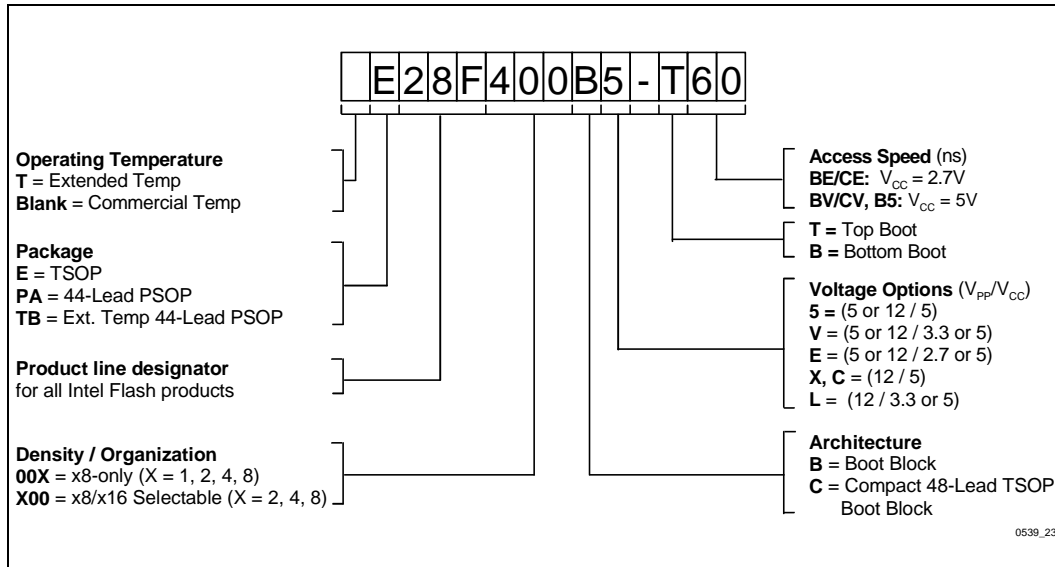 E28F400B5-T60
Operating Temperature
T = Extended Temp
Blank = Commercial Temp
Package
E = TSOP
PA = 44-Lead PSOP
TB = Ext. Temp 44-Lead PSOP
Product line designator
for all Intel Flash products
Density / Organization
00X = x8-only (X = 1, 2, 4, 8)
X00 = x8/x16 Selectable (X = 2, 4, 8)
Access Speed (ns)
BE/CE: VCC = 2.7V
BV/CV, B5: VCC = 5V
T = Top Boot
B = Bottom Boot
Voltage Options (VPP/VCC)
5 = (5 or 12 / 5)
V = (5 or 12 / 3.3 or 5)
E = (5 or 12 / 2.7 or 5)
X, C = (12 / 5)
L = (12 / 3.3 or 5)
Architecture
B = Boot Block
C = Compact 48-Lead TSOP
Boot Block
0539_23